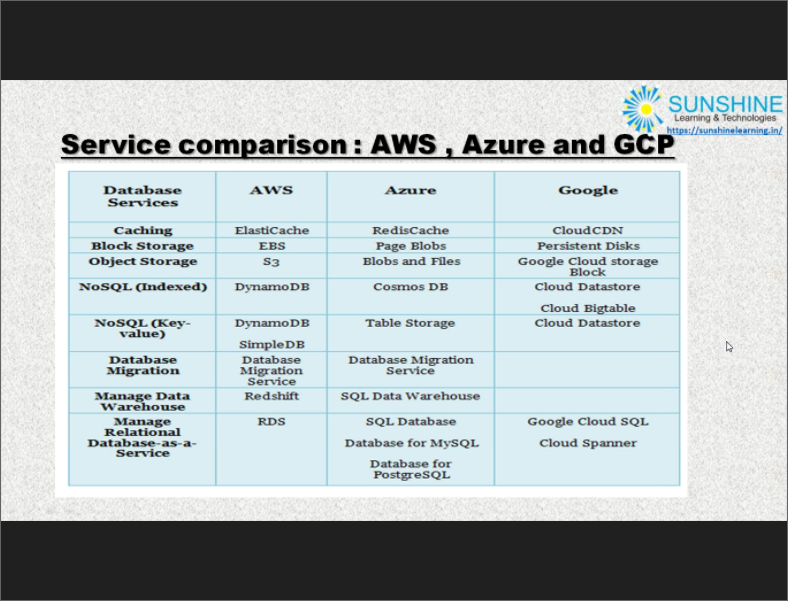 SUNSHINE
Learning & Technologies
https://sunshinelearning.in/
Service comparison : AWS , Azure and GCP
Database Services AWS Azure Google
Caching ElastiCache RedisCache CloudCDN
Block Storage EBS Page Blobs Persistent Disks
Object Storage S3 Blobs and Files Google Cloud storage Block
NoSQL (Indexed) DynamoDB Cosmos DB Cloud Datastore
Cloud Bigtable
NoSQL (Key-value) DynamoDB Table Storage Cloud Datastore
SimpleDB
Database Migration Database Migration Service Database Migration Service
Manage Data Warehouse Redshift SQL Data Warehouse
Manage Relational Database-as-a-Service RDS SQL Database Google Cloud SQL
Database for MySQL Cloud Spanner
Database for PostgreSQL